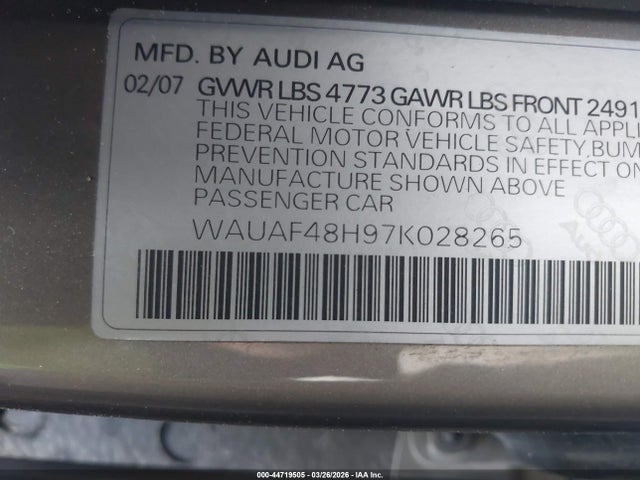 MFD. BY AUDI AG
02/07 GVWR LBS 4773 GAWR LBS FRONT 2491
THIS VEHICLE CONFORMS TO ALL APPL
FEDERAL MOTOR VEHICLE SAFETY, BUM
PREVENTION STANDARDS IN EFFECT ON
MANUFACTURE SHOWN ABOVE
PASSENGER CAR
WAUAF48H97K028265
Audi
000-44719505 | 03/26/2026 | IAA Inc.